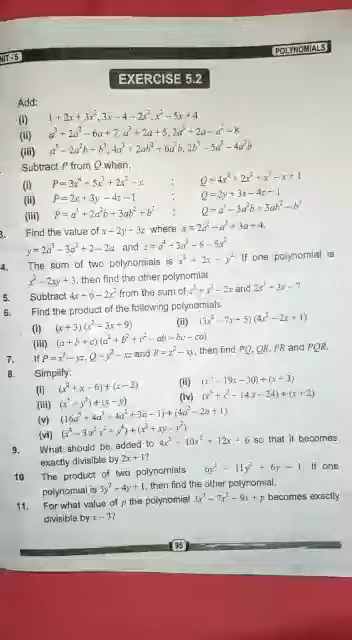 UNIT-5
POLYNOMIALS
EXERCISE 5.2
Add:
(i) 1 + 2x + 3x², 3x − 4 − 2x², x² − 5x + 4
(ii) a³ + 2a² − 6a + 7, a³ + 2a + 5, 2a³ + 2a − a² − 8
(iii) a³ − 2a²b + b³, 4a³ + 2ab² + 6a²b, 2b³ − 5a³ − 4a²b
Subtract P from Q when,
(i) P = 3x⁴ + 5x³ + 2x² − x ; Q = 4x⁴ + 2x² + x³ − x + 1
(ii) P = 2x + 3y − 4z − 1 ; Q = 2y + 3x − 4z + 1
(iii) P = a³ + 2a²b + 3ab² + b³ ; Q = a³ − 3a²b + 3ab² − b³
3. Find the value of x − 2y + 3z where x = 2a² − a³ + 3a + 4,
y = 2a³ − 3a² + 2 − 2a and z = a⁴ + 3a³ − 6 − 5a²
4. The sum of two polynomials is x² + 2x − y². If one polynomial is
x² − 2xy + 3, then find the other polynomial.
5. Subtract 4x + 6 − 2x² from the sum of x³ + x² − 2x and 2x³ + 3x − 7
6. Find the product of the following polynomials.
(i) (x + 3) (x² − 3x + 9) (ii) (3x² − 7x + 5) (4x² − 2x + 1)
(iii) (a + b + c) (a² + b² + c² − ab − bc − ca)
7. If P = x² − yz, Q = y² − xz and R = z² − xy, then find PQ, QR, PR and PQR.
8. Simplify:
(i) (x² + x − 6) ÷ (x − 2) (ii) (x³ − 19x − 30) ÷ (x + 3)
(iii) (x³ − y³) ÷ (x − y) (iv) (x³ + x² − 14x − 24) ÷ (x + 2)
(v) (16a⁵ + 4a³ − 4a² + 3a − 1) ÷ (4a² − 2a + 1)
(vi) (x⁴ − 3x²y² + y⁴) ÷ (x² + xy − y²)
9. What should be added to 4x³ − 10x² + 12x + 6 so that it becomes
exactly divisible by 2x + 1?
10 The product of two polynomials 6y³ − 11y² + 6y − 1. If one
polynomial is 3y² − 4y + 1, then find the other polynomial.
11. For what value of p the polynomial 3x³ − 7x² − 9x + p becomes exactly
divisible by x − 3?
95